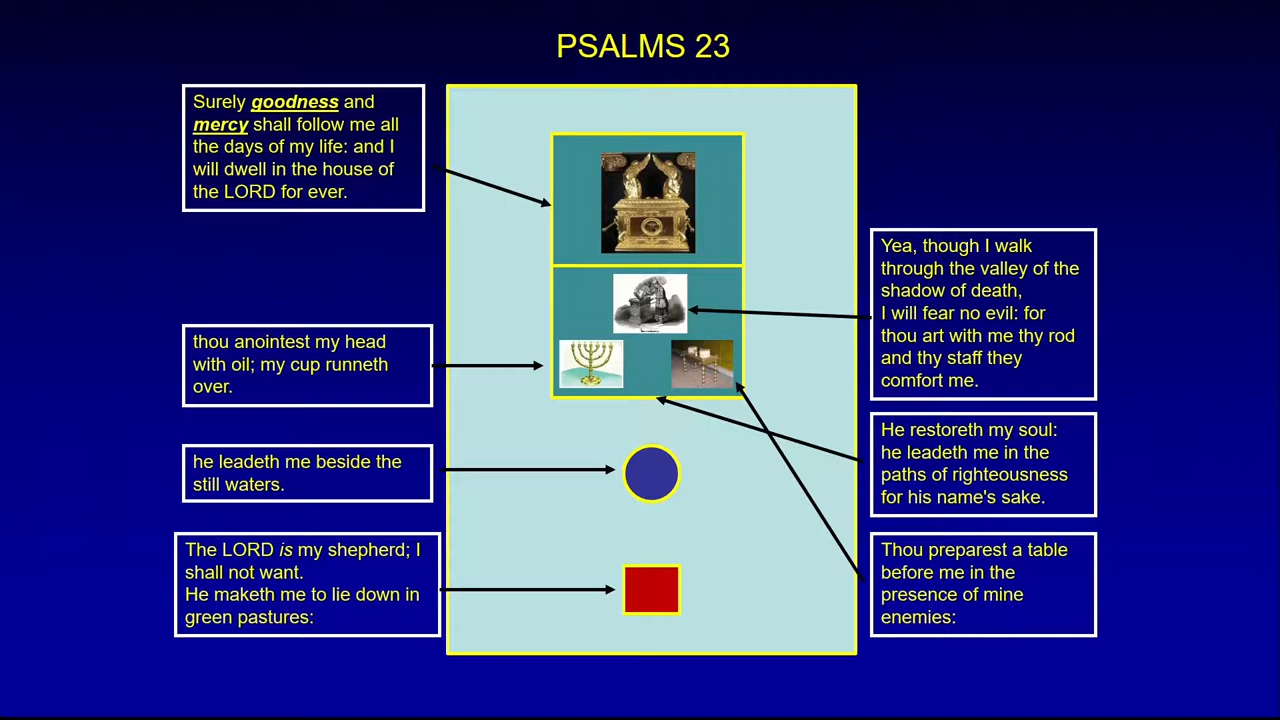 PSALMS 23
Surely goodness and
mercy shall follow me all
the days of my life: and I
will dwell in the house of
the LORD for ever.
thou anointest my head
with oil; my cup runneth
over.
he leadeth me beside the
still waters.
The LORD is my shepherd; I
shall not want.
He maketh me to lie down in
green pastures:
Yea, though I walk
through the valley of the
shadow of death,
I will fear no evil: for
thou art with me thy rod
and thy staff they
comfort me.
He restoreth my soul:
he leadeth me in the
paths of righteousness
for his name's sake.
Thou preparest a table
before me in the
presence of mine
enemies: